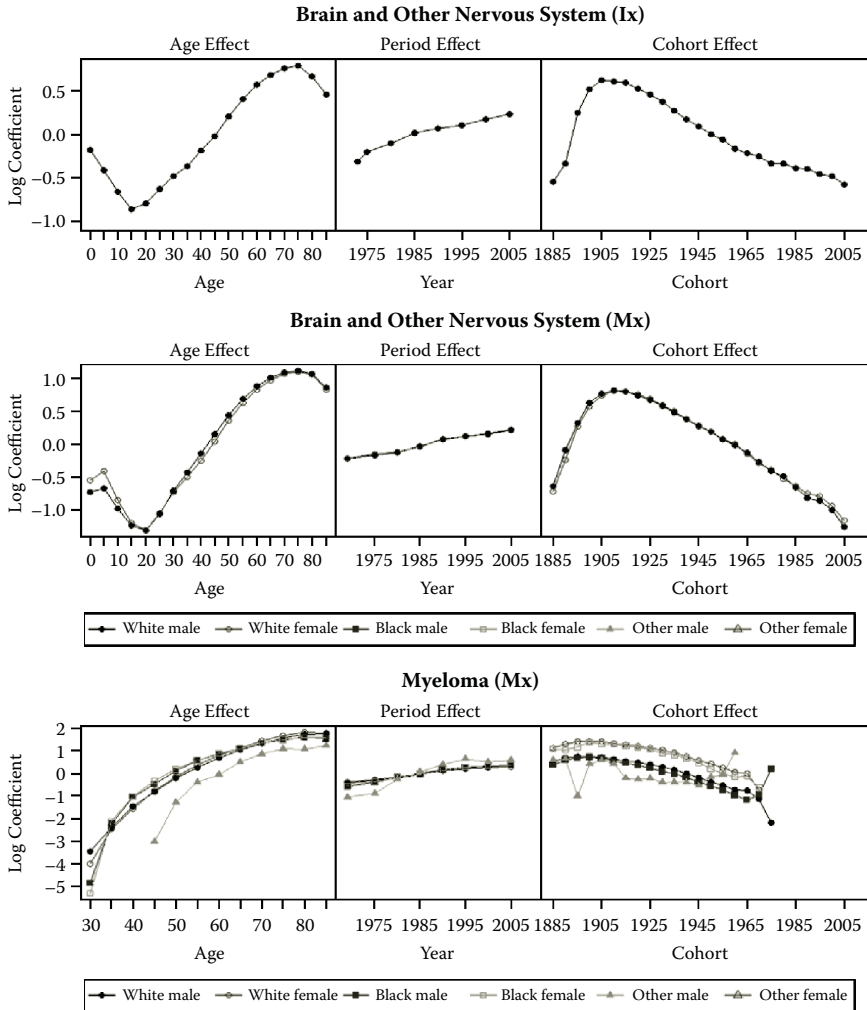 Brain and Other Nervous System (Ix)
Age Effect Period Effect Cohort Effect
Log Coefficient
0.5
0.0
−0.5
−1.0
0 10 20 30 40 50 60 70 80 1975 1985 1995 2005 1885 1905 1925 1945 1965 1985 2005
Age Year Cohort
Brain and Other Nervous System (Mx)
Age Effect Period Effect Cohort Effect
Log Coefficient
1.0
0.5
0.0
−0.5
−1.0
0 10 20 30 40 50 60 70 80 1975 1985 1995 2005 1885 1905 1925 1945 1965 1985 2005
Age Year Cohort
White male White female Black male Black female Other male Other female
Myeloma (Mx)
Age Effect Period Effect Cohort Effect
Log Coefficient
2
1
0
−1
−2
−3
−4
−5
30 40 50 60 70 80 1975 1985 1995 2005 1885 1905 1925 1945 1965 1985 2005
Age Year Cohort
White male White female Black male Black female Other male Other female